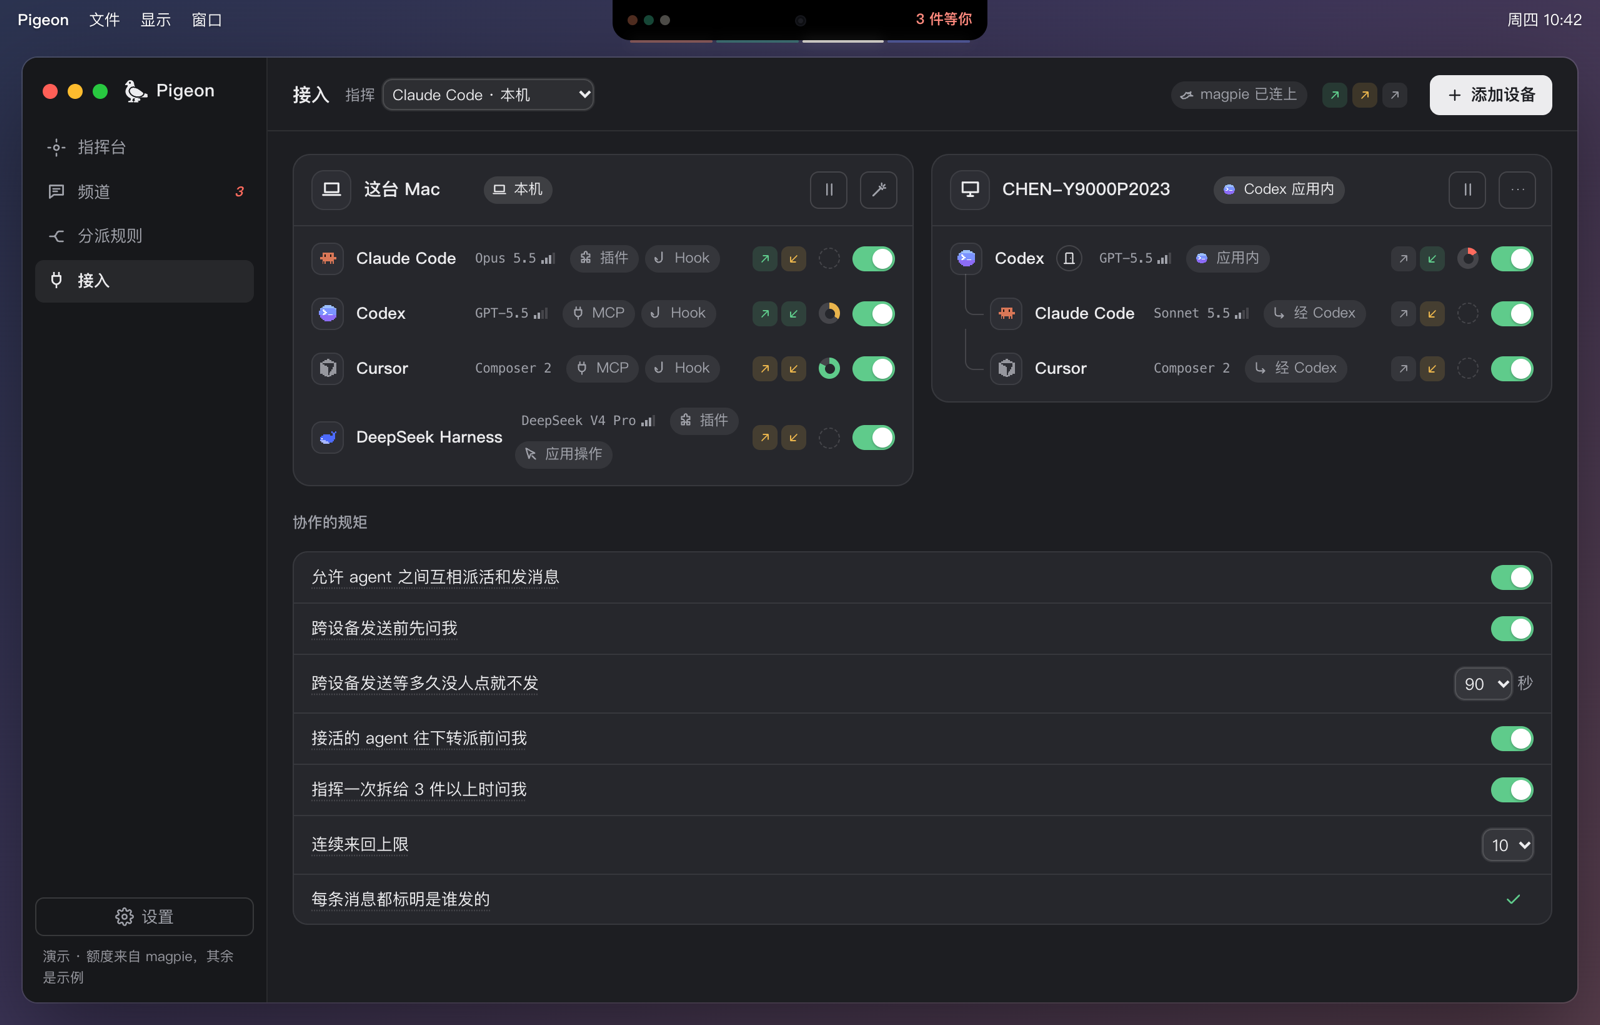 Pigeon 文件 显示 窗口
3 件等你
周四 10:42
Pigeon
指挥台
频道 3
分派规则
接入
设置
演示 · 额度来自 magpie，其余
是示例
接入 指挥 Claude Code · 本机
magpie 已连上
+ 添加设备
这台 Mac 本机
Claude Code Opus 5.5 插件 Hook
Codex GPT-5.5 MCP Hook
Cursor Composer 2 MCP Hook
DeepSeek Harness DeepSeek V4 Pro 插件
应用操作
CHEN-Y9000P2023 Codex 应用内
Codex GPT-5.5 应用内
Claude Code Sonnet 5.5 经 Codex
Cursor Composer 2 经 Codex
协作的规矩
允许 agent 之间互相派活和发消息
跨设备发送前先问我
跨设备发送等多久没人点就不发 90 秒
接活的 agent 往下转派前问我
指挥一次拆给 3 件以上时问我
连续来回上限 10
每条消息都标明是谁发的